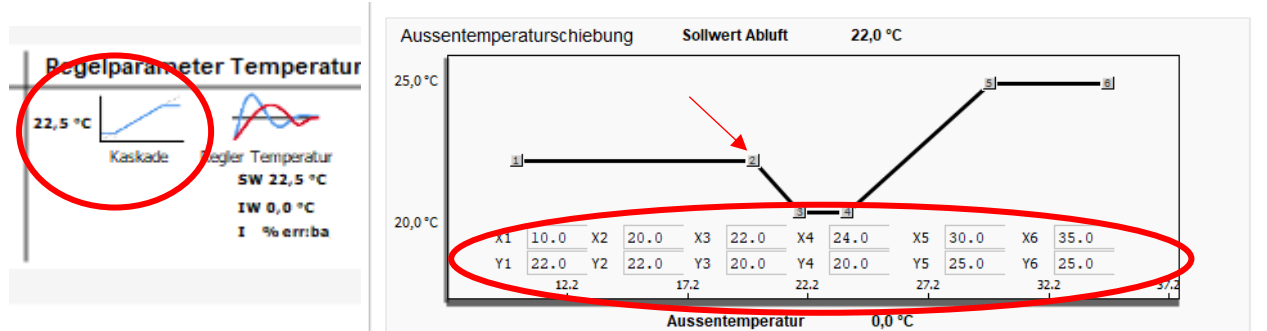 Regelparameter Temperatur
22,5 °C
Kaskade Regler Temperatur
SW 22,5 °C
IW 0,0 °C
I % err:ba
Aussentemperaturschiebung Sollwert Abluft 22,0 °C
25,0°C
5 6
1 2
20,0°C
3 4
X1 10.0 X2 20.0 X3 22.0 X4 24.0 X5 30.0 X6 35.0
Y1 22.0 Y2 22.0 Y3 20.0 Y4 20.0 Y5 25.0 Y6 25.0
12.2 17.2 22.2 27.2 32.2 37.2
Aussentemperatur 0,0 °C